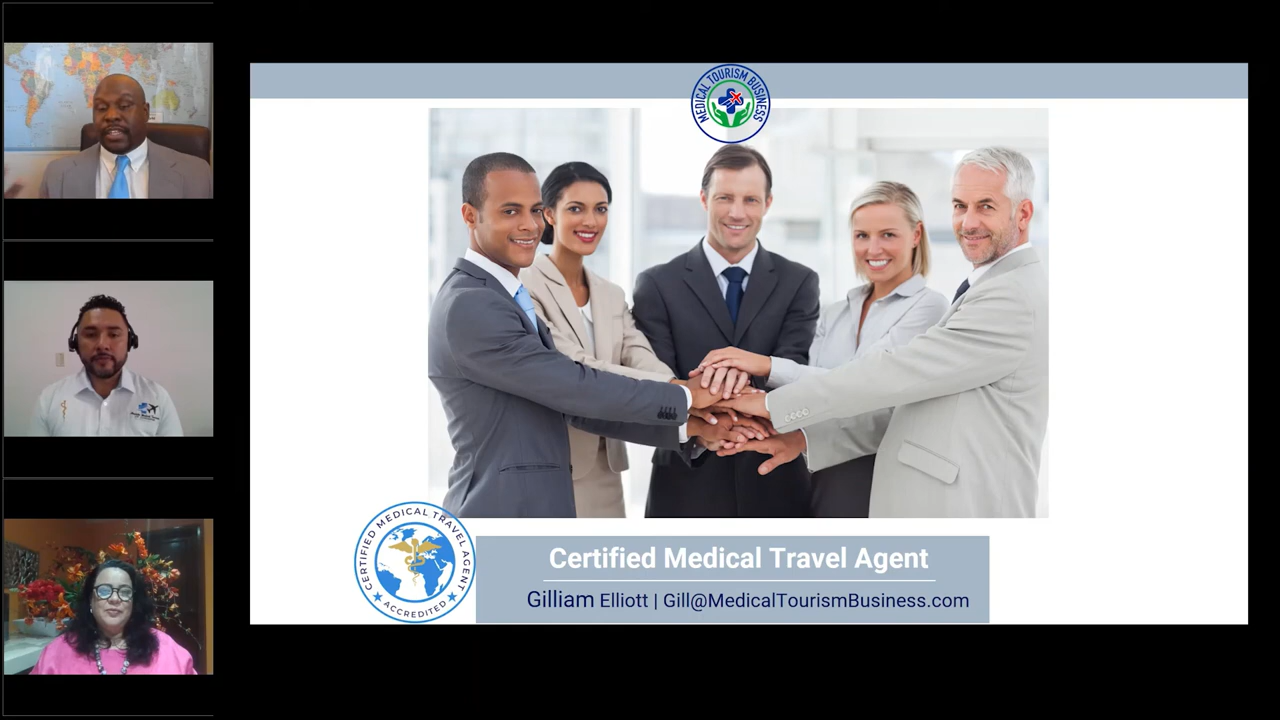 MEDICAL TOURISM BUSINESS
CERTIFIED MEDICAL TRAVEL AGENT
ACCREDITED
Certified Medical Travel Agent
Gilliam Elliott | Gill@MedicalTourismBusiness.com